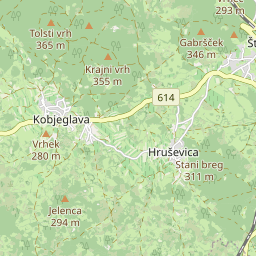 Tolsti vrh
365 m
Gabršček
346 m
293 m
Krajni vrh
355 m
614
Kobjeglava
Vrhek
280 m
Hruševica
Stani breg
311 m
Jelenca
294 m